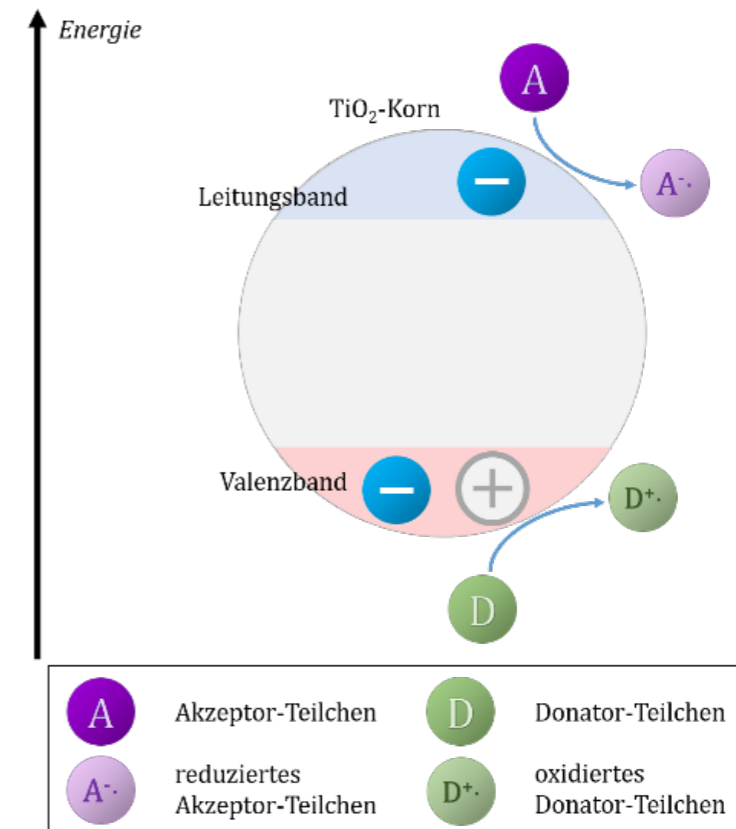 Energie
A
TiO₂-Korn
−
A⁻·
Leitungsband
Valenzband
− +
D⁺·
D
A Akzeptor-Teilchen D Donator-Teilchen
A⁻· reduziertes D⁺· oxidiertes
Akzeptor-Teilchen Donator-Teilchen